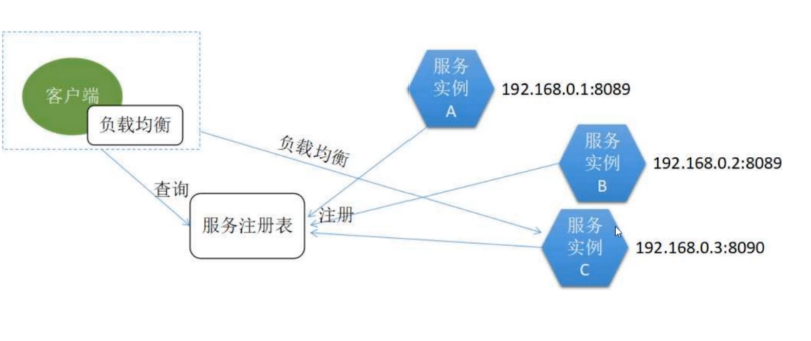 服务
实例
A
192.168.0.1:8089
客户端
负载均衡
负载均衡
服务
实例
B
192.168.0.2:8089
查询
服务注册表
注册
服务
实例
C
192.168.0.3:8090